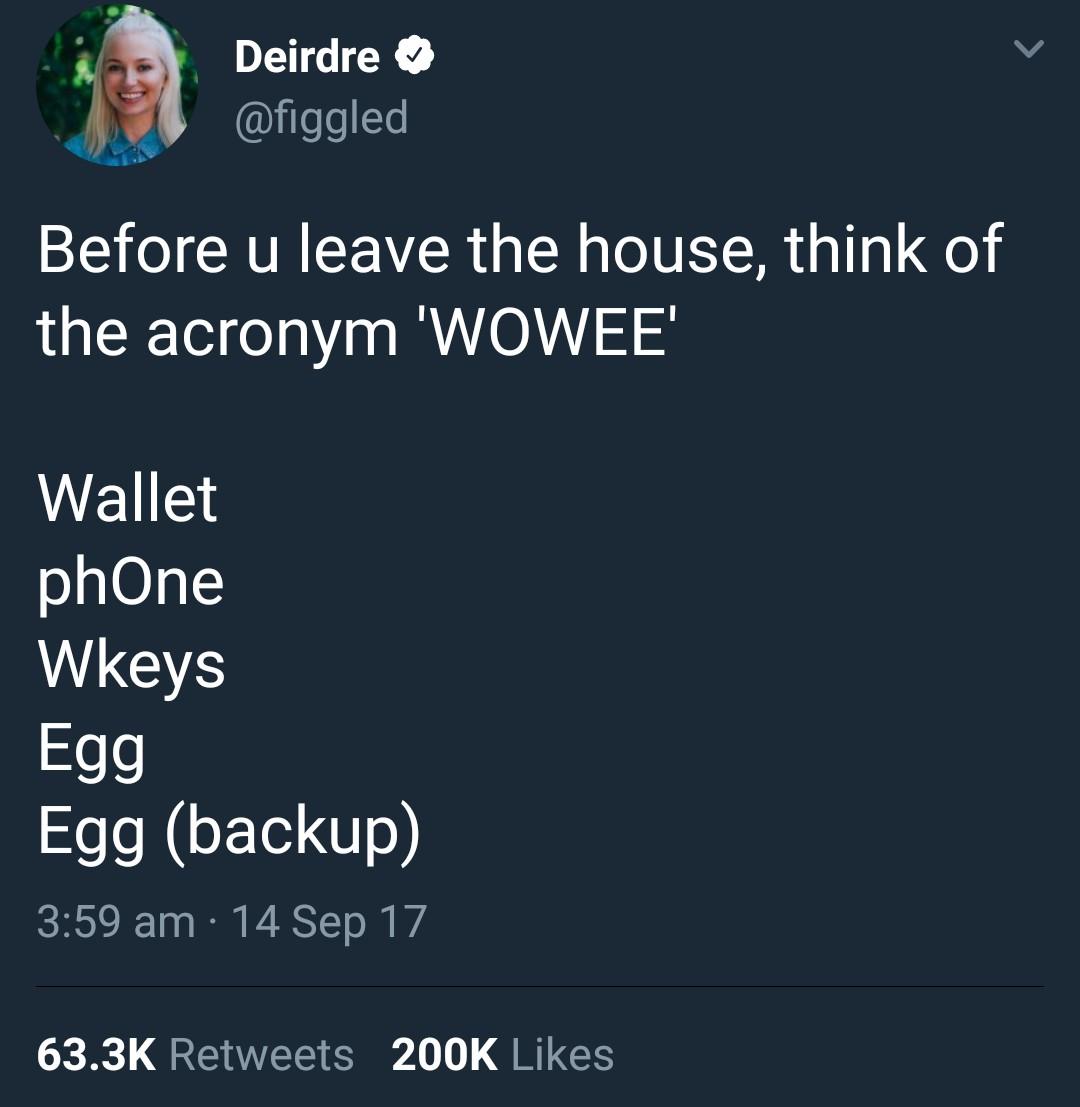 Deirdre
@figgled
Before u leave the house, think of
the acronym 'WOWEE'
Wallet
phOne
Wkeys
Egg
Egg (backup)
3:59 am · 14 Sep 17
63.3K Retweets 200K Likes